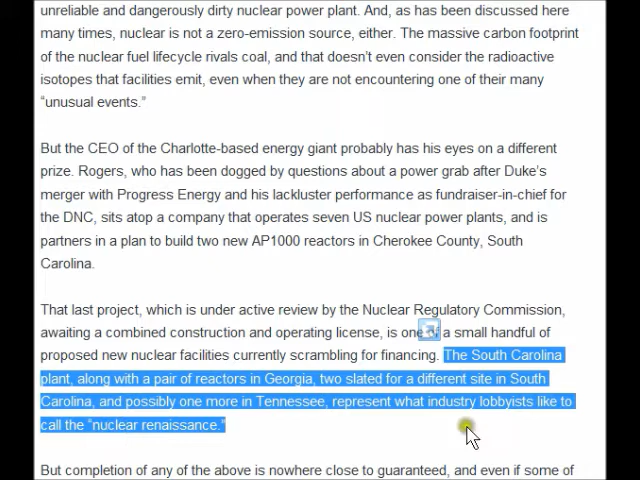 unreliable and dangerously dirty nuclear power plant. And, as has been discussed here
many times, nuclear is not a zero-emission source, either. The massive carbon footprint
of the nuclear fuel lifecycle rivals coal, and that doesn’t even consider the radioactive
isotopes that facilities emit, even when they are not encountering one of their many
“unusual events.”
But the CEO of the Charlotte-based energy giant probably has his eyes on a different
prize. Rogers, who has been dogged by questions about a power grab after Duke’s
merger with Progress Energy and his lackluster performance as fundraiser-in-chief for
the DNC, sits atop a company that operates seven US nuclear power plants, and is
partners in a plan to build two new AP1000 reactors in Cherokee County, South
Carolina.
That last project, which is under active review by the Nuclear Regulatory Commission,
awaiting a combined construction and operating license, is one of a small handful of
proposed new nuclear facilities currently scrambling for financing. The South Carolina
plant, along with a pair of reactors in Georgia, two slated for a different site in South
Carolina, and possibly one more in Tennessee, represent what industry lobbyists like to
call the “nuclear renaissance.”
But completion of any of the above is nowhere close to guaranteed, and even if some of